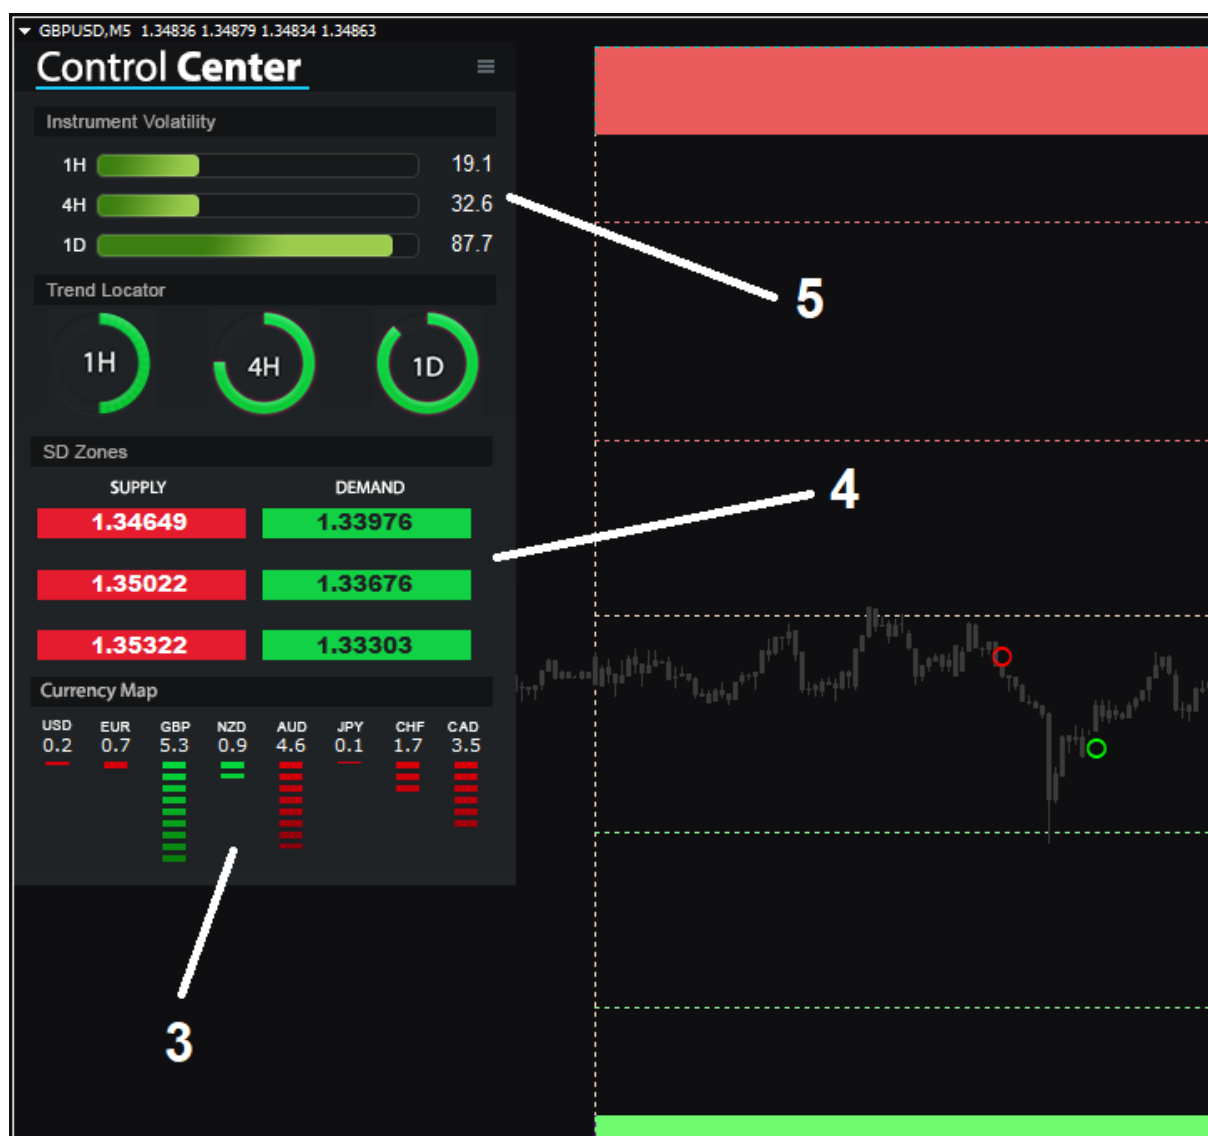 GBPUSD,M5 1.34836 1.34879 1.34834 1.34863
Control Center
Instrument Volatility
1H 19.1
4H 32.6
1D 87.7
5
Trend Locator
1H 4H 1D
SD Zones
SUPPLY DEMAND
4
1.34649 1.33976
1.35022 1.33676
1.35322 1.33303
Currency Map
USD EUR GBP NZD AUD JPY CHF CAD
0.2 0.7 5.3 0.9 4.6 0.1 1.7 3.5
3